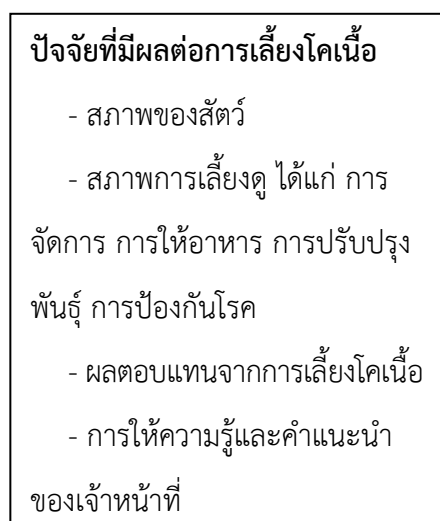 ปัจจัยที่มีผลต่อการเลี้ยงโคเนื้อ
- สภาพของสัตว์
- สภาพการเลี้ยงดู ได้แก่ การ
จัดการ การให้อาหาร การปรับปรุง
พันธุ์ การป้องกันโรค
- ผลตอบแทนจากการเลี้ยงโคเนื้อ
- การให้ความรู้และคำแนะนำ
ของเจ้าหน้าที่